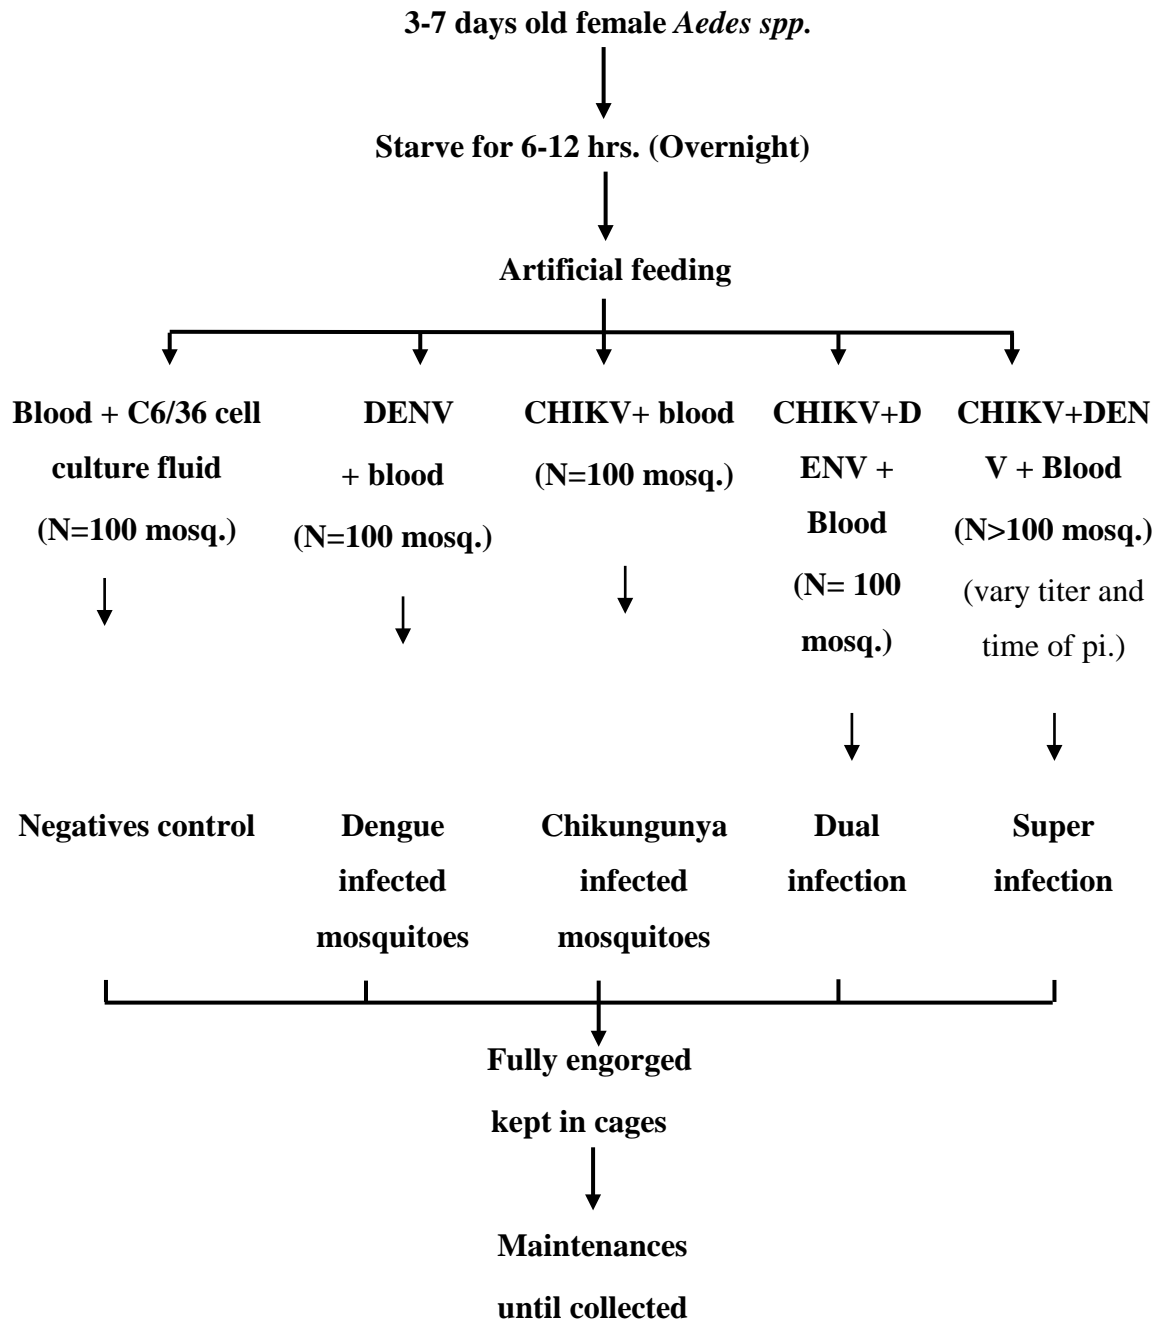 3-7 days old female Aedes spp.
Starve for 6-12 hrs. (Overnight)
Artificial feeding
Blood + C6/36 cell
culture fluid
(N=100 mosq.)
DENV
+ blood
(N=100 mosq.)
CHIKV+ blood
(N=100 mosq.)
CHIKV+D
ENV +
Blood
(N= 100
mosq.)
CHIKV+DEN
V + Blood
(N>100 mosq.)
(vary titer and
time of pi.)
Negatives control
Dengue
infected
mosquitoes
Chikungunya
infected
mosquitoes
Dual
infection
Super
infection
Fully engorged
kept in cages
Maintenances
until collected